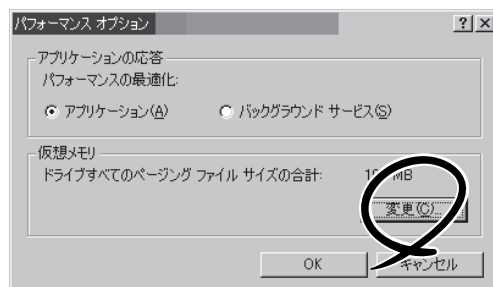 パフォーマンス オプション
アプリケーションの応答
パフォーマンスの最適化:
アプリケーション(A)
バックグラウンド サービス(S)
仮想メモリ
ドライブすべてのページング ファイル サイズの合計:
MB
変更(C)...
OK
キャンセル